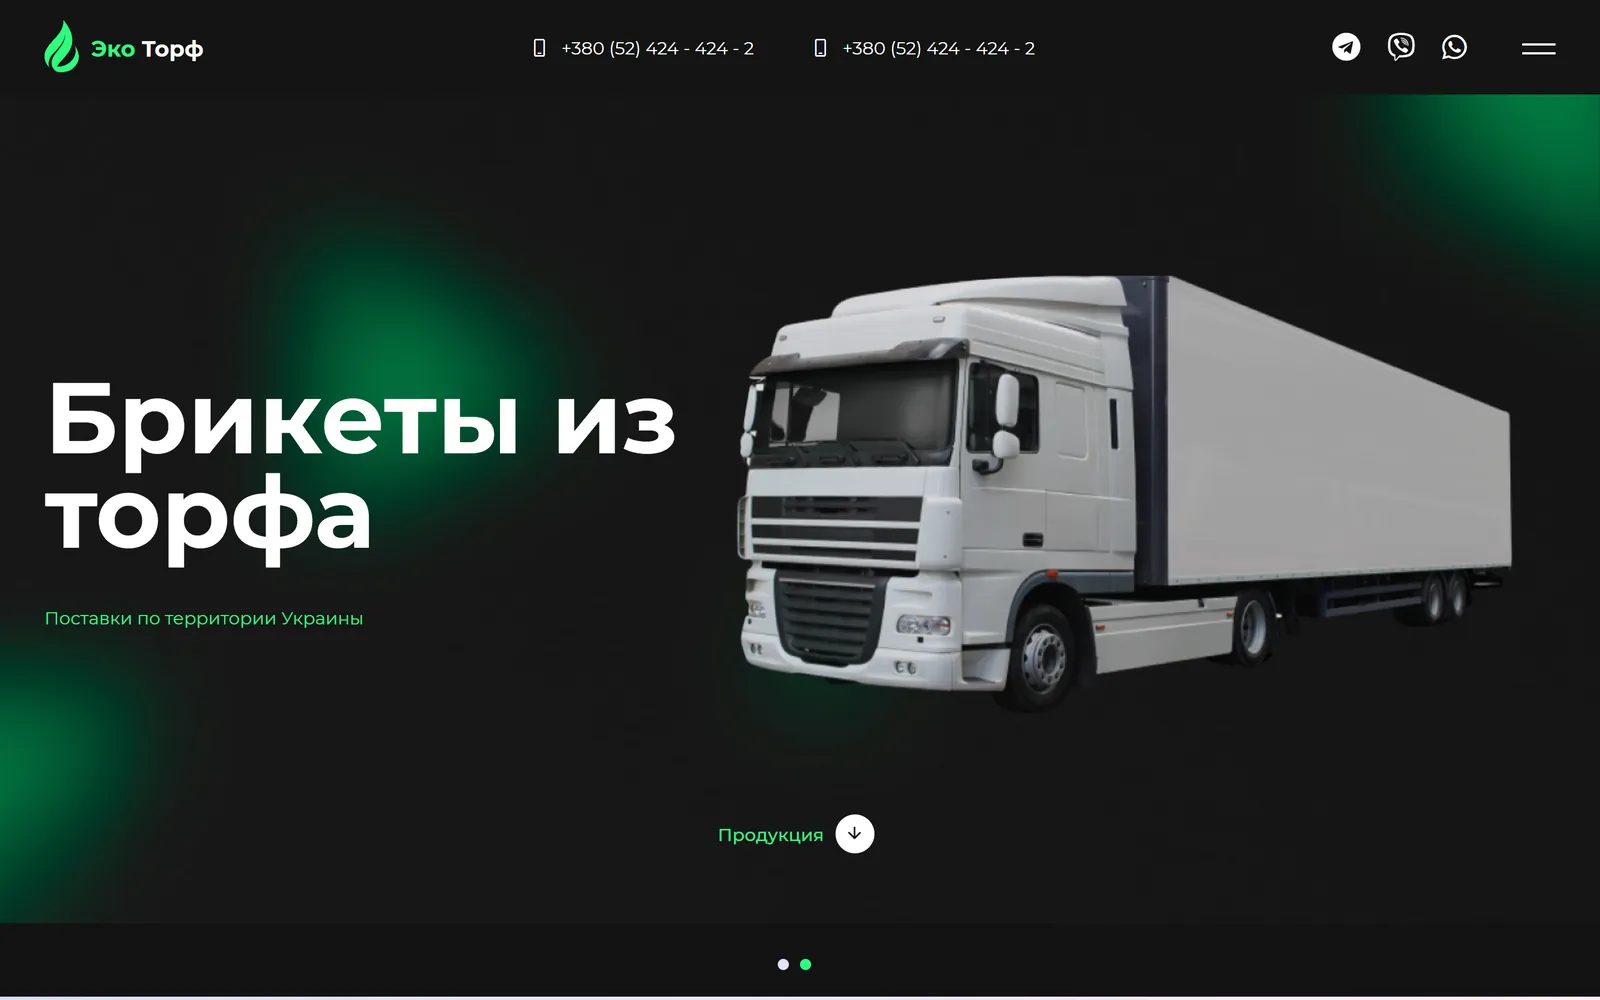 Эко Торф
+380 (52) 424 - 424 - 2
+380 (52) 424 - 424 - 2
Брикеты из
торфа
Поставки по территории Украины
Продукция